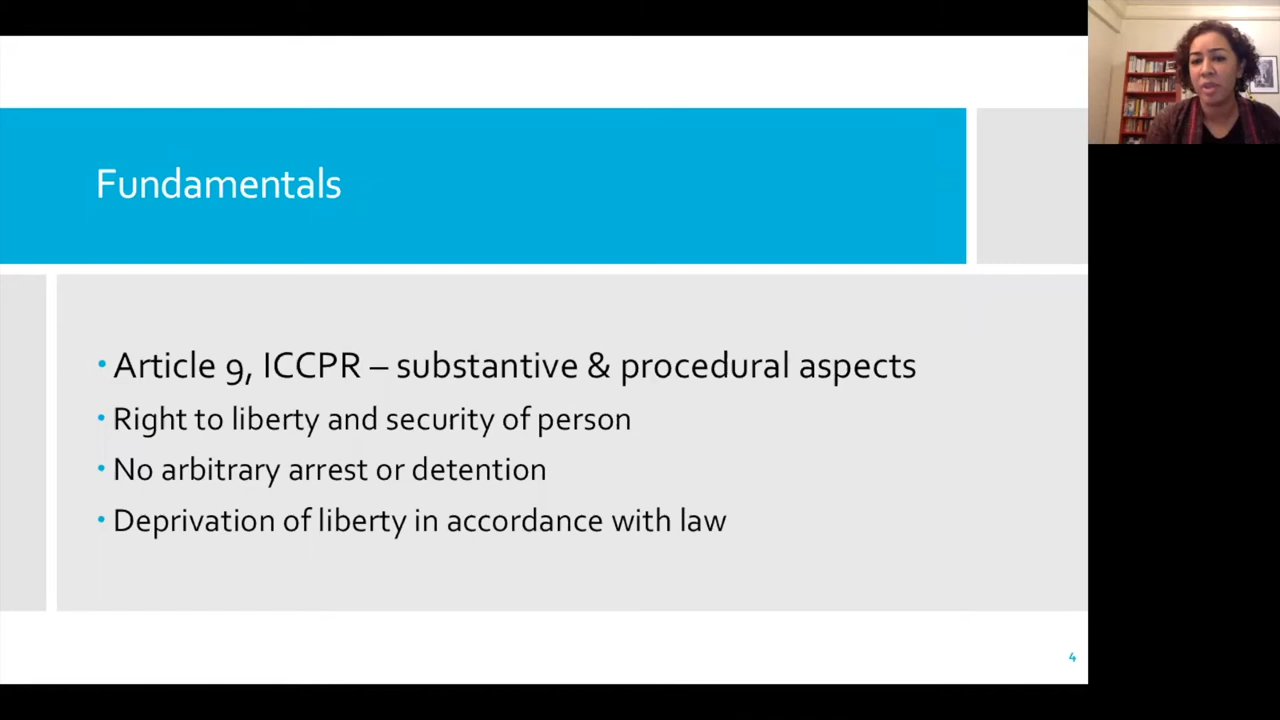 Fundamentals
• Article 9, ICCPR – substantive & procedural aspects
• Right to liberty and security of person
• No arbitrary arrest or detention
• Deprivation of liberty in accordance with law
4